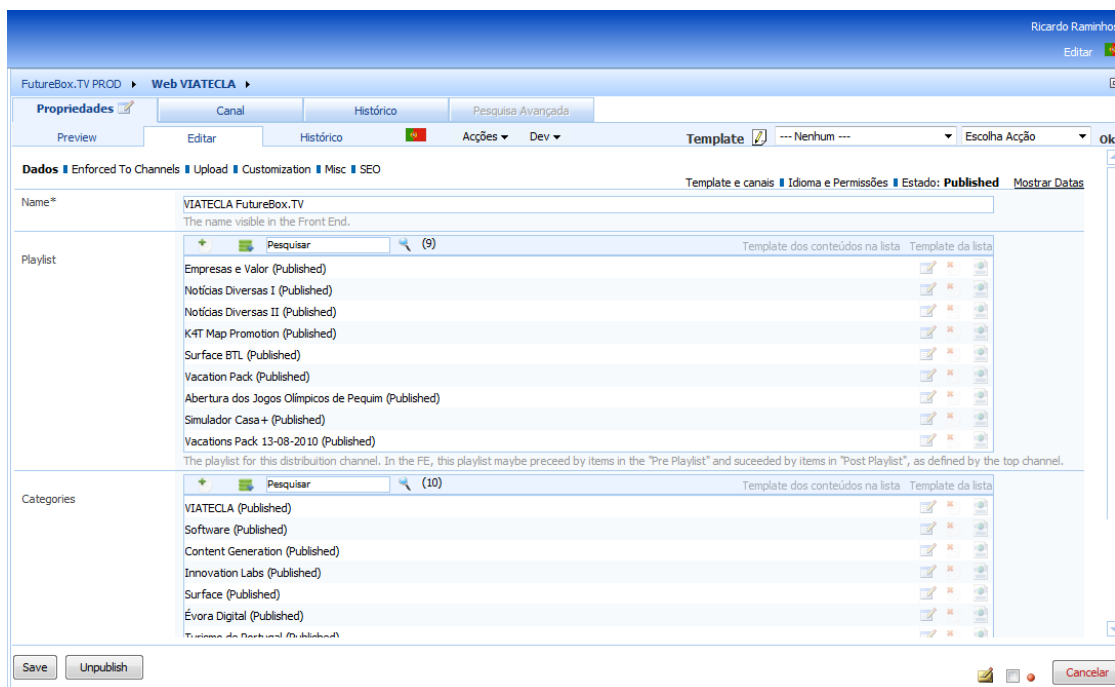 Ricardo Raminhos
Editar
FutureBox.TV PROD Web VIATECLA
Propriedades Canal Histórico Pesquisa Avançada
Preview Editar Histórico Acções Dev Template --- Nenhum --- Escolha Acção Ok
Dados Enforced To Channels Upload Customization Misc SEO
Template e canais Idioma e Permissões Estado: Published Mostrar Datas
Name* VIATECLA FutureBox.TV
The name visible in the Front End.
Pesquisar (9) Template dos conteúdos na lista Template da lista
Playlist
Empresas e Valor (Published)
Notícias Diversas I (Published)
Notícias Diversas II (Published)
K4T Map Promotion (Published)
Surface BTL (Published)
Vacation Pack (Published)
Abertura dos Jogos Olímpicos de Pequim (Published)
Simulador Casa+ (Published)
Vacations Pack 13-08-2010 (Published)
The playlist for this distribuition channel. In the FE, this playlist maybe preceed by items in the "Pre Playlist" and suceeded by items in "Post Playlist", as defined by the top channel.
Pesquisar (10) Template dos conteúdos na lista Template da lista
Categories
VIATECLA (Published)
Software (Published)
Content Generation (Published)
Innovation Labs (Published)
Surface (Published)
Évora Digital (Published)
Turismo de Portugal (Published)
Save Unpublish Cancelar